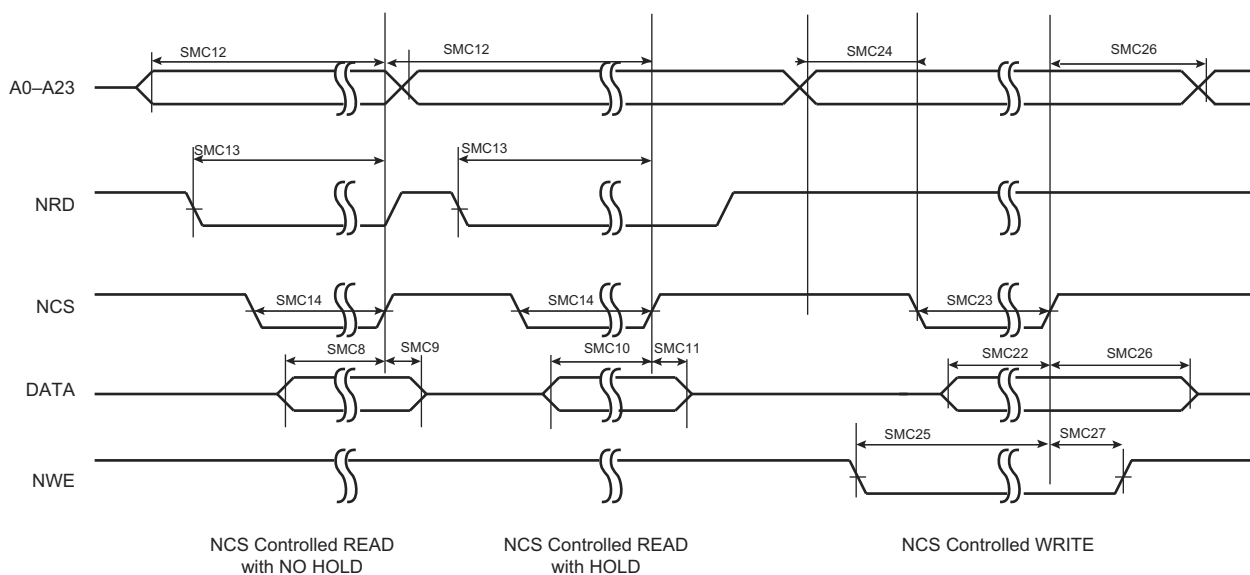 SMC12
SMC12
SMC24
SMC26
A0–A23
SMC13
SMC13
NRD
SMC14
SMC14
SMC23
NCS
SMC8
SMC9
SMC10
SMC11
SMC22
SMC26
DATA
SMC25
SMC27
NWE
NCS Controlled READ
with NO HOLD
NCS Controlled READ
with HOLD
NCS Controlled WRITE